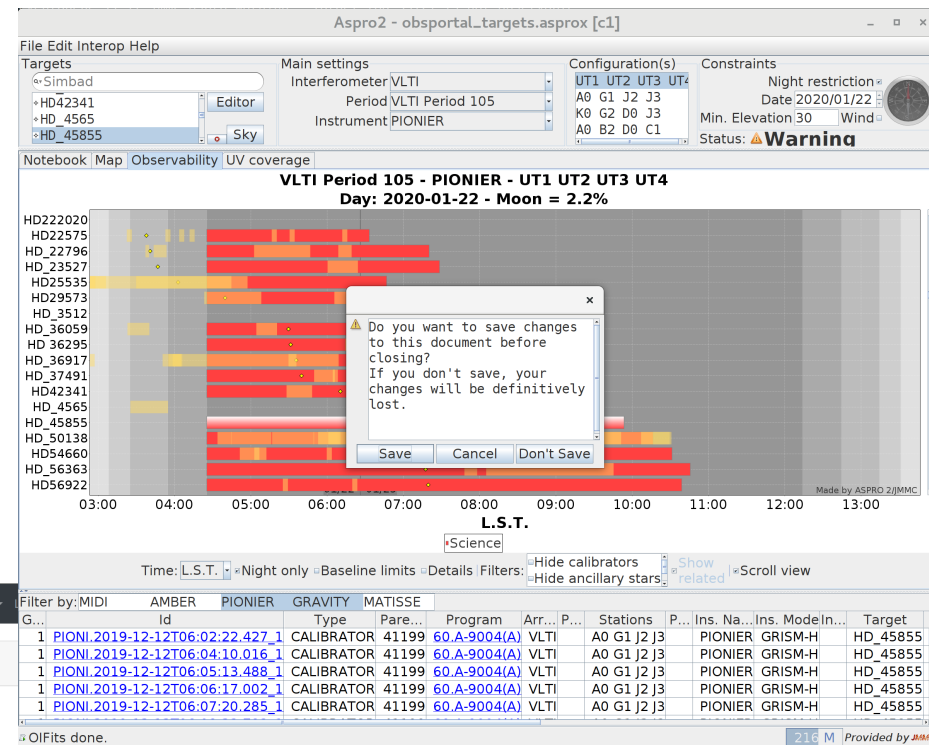 Aspro2 - obsportal_targets.asprox [c1]
File Edit Interop Help
Targets
Simbad
HD42341
HD_4565
HD_45855
Editor
Sky
Main settings
Interferometer VLTI
Period VLTI Period 105
Instrument PIONIER
Configuration(s)
UT1 UT2 UT3 UT4
A0 G1 J2 J3
K0 G2 D0 J3
A0 B2 D0 C1
Constraints
Night restriction
Date 2020/01/22
Min. Elevation 30 Wind
Status: Warning
Notebook Map Observability UV coverage
VLTI Period 105 - PIONIER - UT1 UT2 UT3 UT4
Day: 2020-01-22 - Moon = 2.2%
HD222020
HD22575
HD_22796
HD_23527
HD25535
HD29573
HD_3512
HD_36059
HD_36295
HD_36917
HD_37491
HD42341
HD_4565
HD_45855
HD_50138
HD54660
HD_56363
HD56922
Do you want to save changes
to this document before
closing?
If you don't save, your
changes will be definitively
lost.
Save Cancel Don't Save
Made by ASPRO 2/JMMC
03:00 04:00 05:00 06:00 07:00 08:00 09:00 10:00 11:00 12:00 13:00
L.S.T.
Science
Time: L.S.T. Night only Baseline limits Details Filters:
Hide calibrators
Hide ancillary stars
Show
related
Scroll view
Filter by: MIDI AMBER PIONIER GRAVITY MATISSE
G... Id Type Pare... Program Arr... P... Stations P... Ins. Na... Ins. Mode In... Target
1 PIONI.2019-12-12T06:02:22.427_1 CALIBRATOR 41199 60.A-9004(A) VLTI A0 G1 J2 J3 PIONIER GRISM-H HD_45855
1 PIONI.2019-12-12T06:04:10.016_1 CALIBRATOR 41199 60.A-9004(A) VLTI A0 G1 J2 J3 PIONIER GRISM-H HD_45855
1 PIONI.2019-12-12T06:05:13.488_1 CALIBRATOR 41199 60.A-9004(A) VLTI A0 G1 J2 J3 PIONIER GRISM-H HD_45855
1 PIONI.2019-12-12T06:06:17.002_1 CALIBRATOR 41199 60.A-9004(A) VLTI A0 G1 J2 J3 PIONIER GRISM-H HD_45855
1 PIONI.2019-12-12T06:07:20.285_1 CALIBRATOR 41199 60.A-9004(A) VLTI A0 G1 J2 J3 PIONIER GRISM-H HD_45855
OIFits done.
216 M
Provided by JMMC